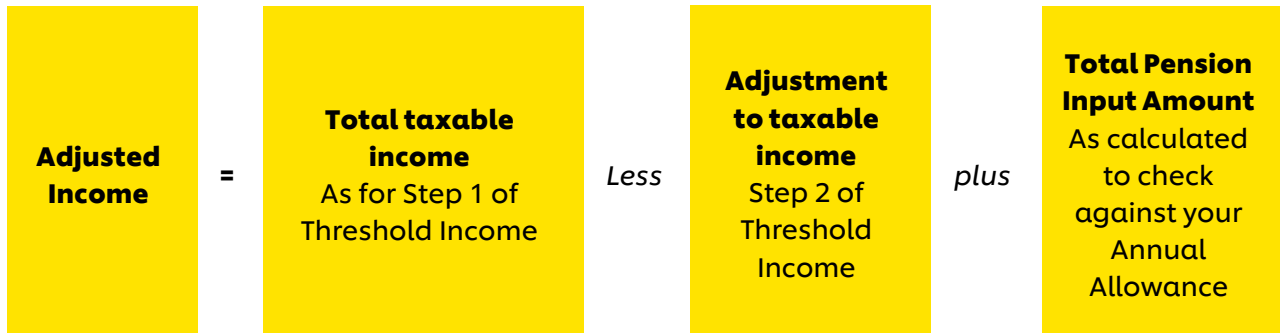 Adjusted
Income
=
Total taxable
income
As for Step 1 of
Threshold Income
Less
Adjustment
to taxable
income
Step 2 of
Threshold
Income
plus
Total Pension
Input Amount
As calculated
to check
against your
Annual
Allowance